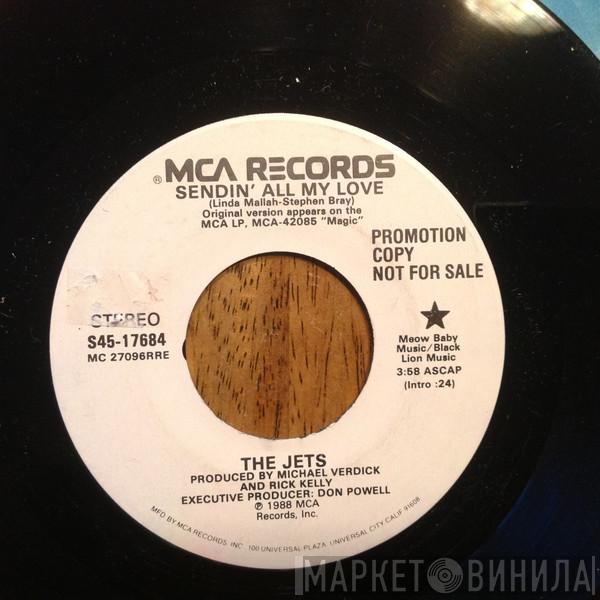 ® MCA RECORDS
SENDIN' ALL MY LOVE
(Linda Mallah-Stephen Bray)
Original version appears on the
MCA LP, MCA-42085 "Magic"
PROMOTION
COPY
NOT FOR SALE
STEREO
S45-17684
MC 27096RRE
★
Meow Baby
Music/Black
Lion Music
3:58 ASCAP
(Intro :24)
THE JETS
PRODUCED BY MICHAEL VERDICK
AND RICK KELLY
EXECUTIVE PRODUCER: DON POWELL
℗ 1988 MCA
Records, Inc.
MFD BY MCA RECORDS, INC. 100 UNIVERSAL PLAZA, UNIVERSAL CITY, CALIF. 91608
МАРКЕТ ВИНИЛА